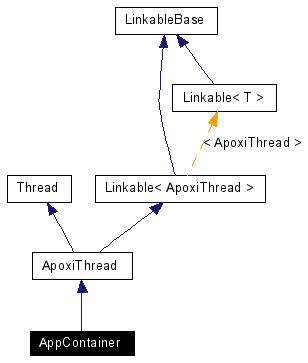 LinkableBase
Linkable< T >
< ApoxiThread >
Thread
Linkable< ApoxiThread >
ApoxiThread
AppContainer